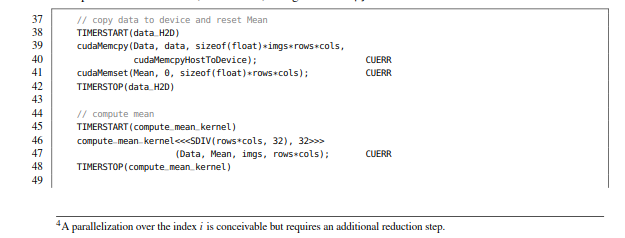 37 // copy data to device and reset Mean
38 TIMERSTART(data_H2D)
39 cudaMemcpy(Data, data, sizeof(float)*imgs*rows*cols,
40 cudaMemcpyHostToDevice); CUERR
41 cudaMemset(Mean, 0, sizeof(float)*rows*cols); CUERR
42 TIMERSTOP(data_H2D)
43
44 // compute mean
45 TIMERSTART(compute_mean_kernel)
46 compute_mean_kernel<<<SDIV(rows*cols, 32), 32>>>
47 (Data, Mean, imgs, rows*cols); CUERR
48 TIMERSTOP(compute_mean_kernel)
49
4 A parallelization over the index i is conceivable but requires an additional reduction step.